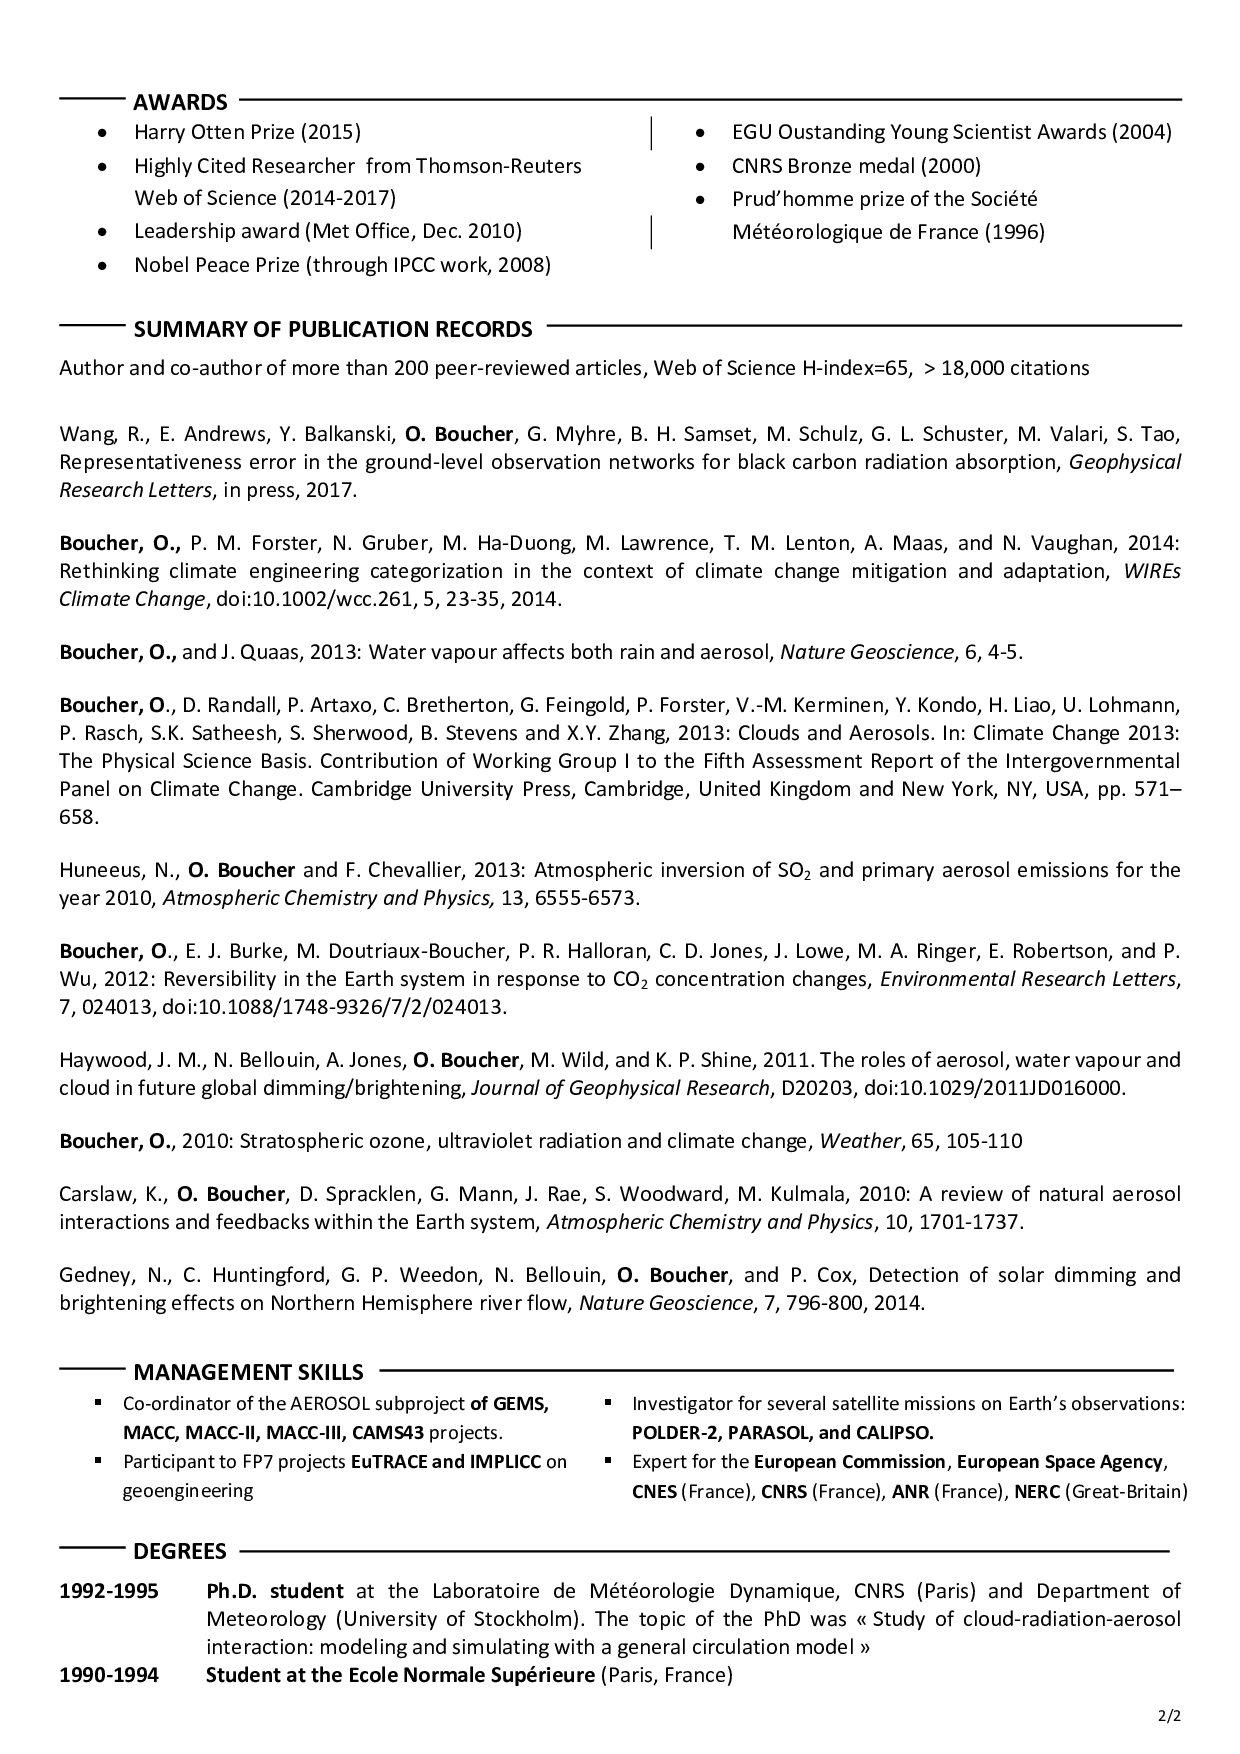 AWARDS
• Harry Otten Prize (2015)
• Highly Cited Researcher from Thomson-Reuters
Web of Science (2014-2017)
• Leadership award (Met Office, Dec. 2010)
• Nobel Peace Prize (through IPCC work, 2008)
• EGU Oustanding Young Scientist Awards (2004)
• CNRS Bronze medal (2000)
• Prud’homme prize of the Société
Météorologique de France (1996)
SUMMARY OF PUBLICATION RECORDS
Author and co-author of more than 200 peer-reviewed articles, Web of Science H-index=65, > 18,000 citations
Wang, R., E. Andrews, Y. Balkanski, O. Boucher, G. Myhre, B. H. Samset, M. Schulz, G. L. Schuster, M. Valari, S. Tao,
Representativeness error in the ground-level observation networks for black carbon radiation absorption, Geophysical
Research Letters, in press, 2017.
Boucher, O., P. M. Forster, N. Gruber, M. Ha-Duong, M. Lawrence, T. M. Lenton, A. Maas, and N. Vaughan, 2014:
Rethinking climate engineering categorization in the context of climate change mitigation and adaptation, WIREs
Climate Change, doi:10.1002/wcc.261, 5, 23-35, 2014.
Boucher, O., and J. Quaas, 2013: Water vapour affects both rain and aerosol, Nature Geoscience, 6, 4-5.
Boucher, O., D. Randall, P. Artaxo, C. Bretherton, G. Feingold, P. Forster, V.-M. Kerminen, Y. Kondo, H. Liao, U. Lohmann,
P. Rasch, S.K. Satheesh, S. Sherwood, B. Stevens and X.Y. Zhang, 2013: Clouds and Aerosols. In: Climate Change 2013:
The Physical Science Basis. Contribution of Working Group I to the Fifth Assessment Report of the Intergovernmental
Panel on Climate Change. Cambridge University Press, Cambridge, United Kingdom and New York, NY, USA, pp. 571–
658.
Huneeus, N., O. Boucher and F. Chevallier, 2013: Atmospheric inversion of SO₂ and primary aerosol emissions for the
year 2010, Atmospheric Chemistry and Physics, 13, 6555-6573.
Boucher, O., E. J. Burke, M. Doutriaux-Boucher, P. R. Halloran, C. D. Jones, J. Lowe, M. A. Ringer, E. Robertson, and P.
Wu, 2012: Reversibility in the Earth system in response to CO₂ concentration changes, Environmental Research Letters,
7, 024013, doi:10.1088/1748-9326/7/2/024013.
Haywood, J. M., N. Bellouin, A. Jones, O. Boucher, M. Wild, and K. P. Shine, 2011. The roles of aerosol, water vapour and
cloud in future global dimming/brightening, Journal of Geophysical Research, D20203, doi:10.1029/2011JD016000.
Boucher, O., 2010: Stratospheric ozone, ultraviolet radiation and climate change, Weather, 65, 105-110
Carslaw, K., O. Boucher, D. Spracklen, G. Mann, J. Rae, S. Woodward, M. Kulmala, 2010: A review of natural aerosol
interactions and feedbacks within the Earth system, Atmospheric Chemistry and Physics, 10, 1701-1737.
Gedney, N., C. Huntingford, G. P. Weedon, N. Bellouin, O. Boucher, and P. Cox, Detection of solar dimming and
brightening effects on Northern Hemisphere river flow, Nature Geoscience, 7, 796-800, 2014.
MANAGEMENT SKILLS
▪ Co-ordinator of the AEROSOL subproject of GEMS,
MACC, MACC-II, MACC-III, CAMS43 projects.
▪ Participant to FP7 projects EuTRACE and IMPLICC on
geoengineering
▪ Investigator for several satellite missions on Earth’s observations:
POLDER-2, PARASOL, and CALIPSO.
▪ Expert for the European Commission, European Space Agency,
CNES (France), CNRS (France), ANR (France), NERC (Great-Britain)
DEGREES
1992-1995 Ph.D. student at the Laboratoire de Météorologie Dynamique, CNRS (Paris) and Department of
Meteorology (University of Stockholm). The topic of the PhD was « Study of cloud-radiation-aerosol
interaction: modeling and simulating with a general circulation model »
1990-1994 Student at the Ecole Normale Supérieure (Paris, France)
2/2